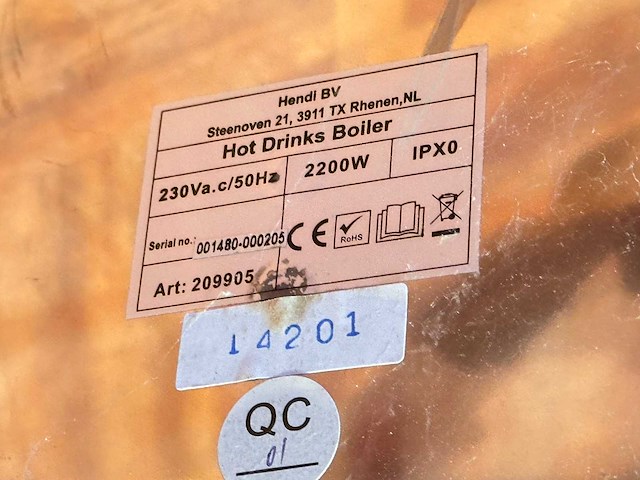 Hendi BV
Steenoven 21, 3911 TX Rhenen,NL
Hot Drinks Boiler
230Va.c/50Hz 2200W IPX0
Serial no.: 001480-000205 CE RoHS
Art: 209905
14201
QC
01